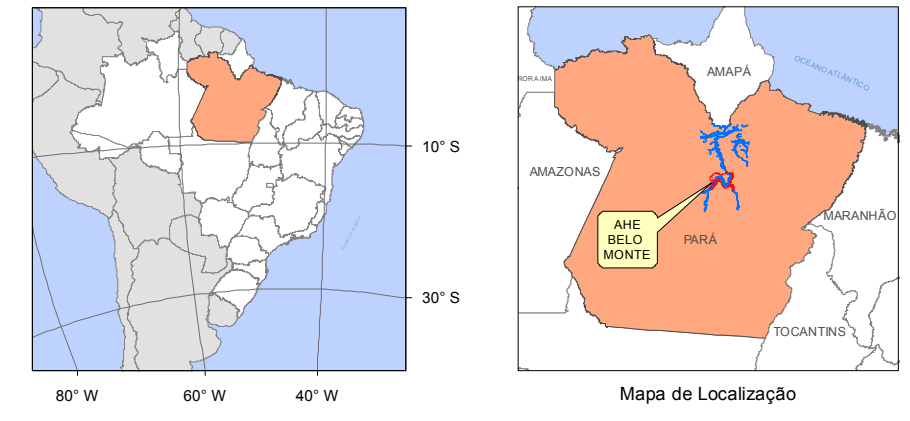 10° S
30° S
80° W
60° W
40° W
OCEANO ATLÂNTICO
RORAIMA
AMAPÁ
AMAZONAS
MARANHÃO
AHE
BELO
MONTE
PARÁ
TOCANTINS
Mapa de Localização